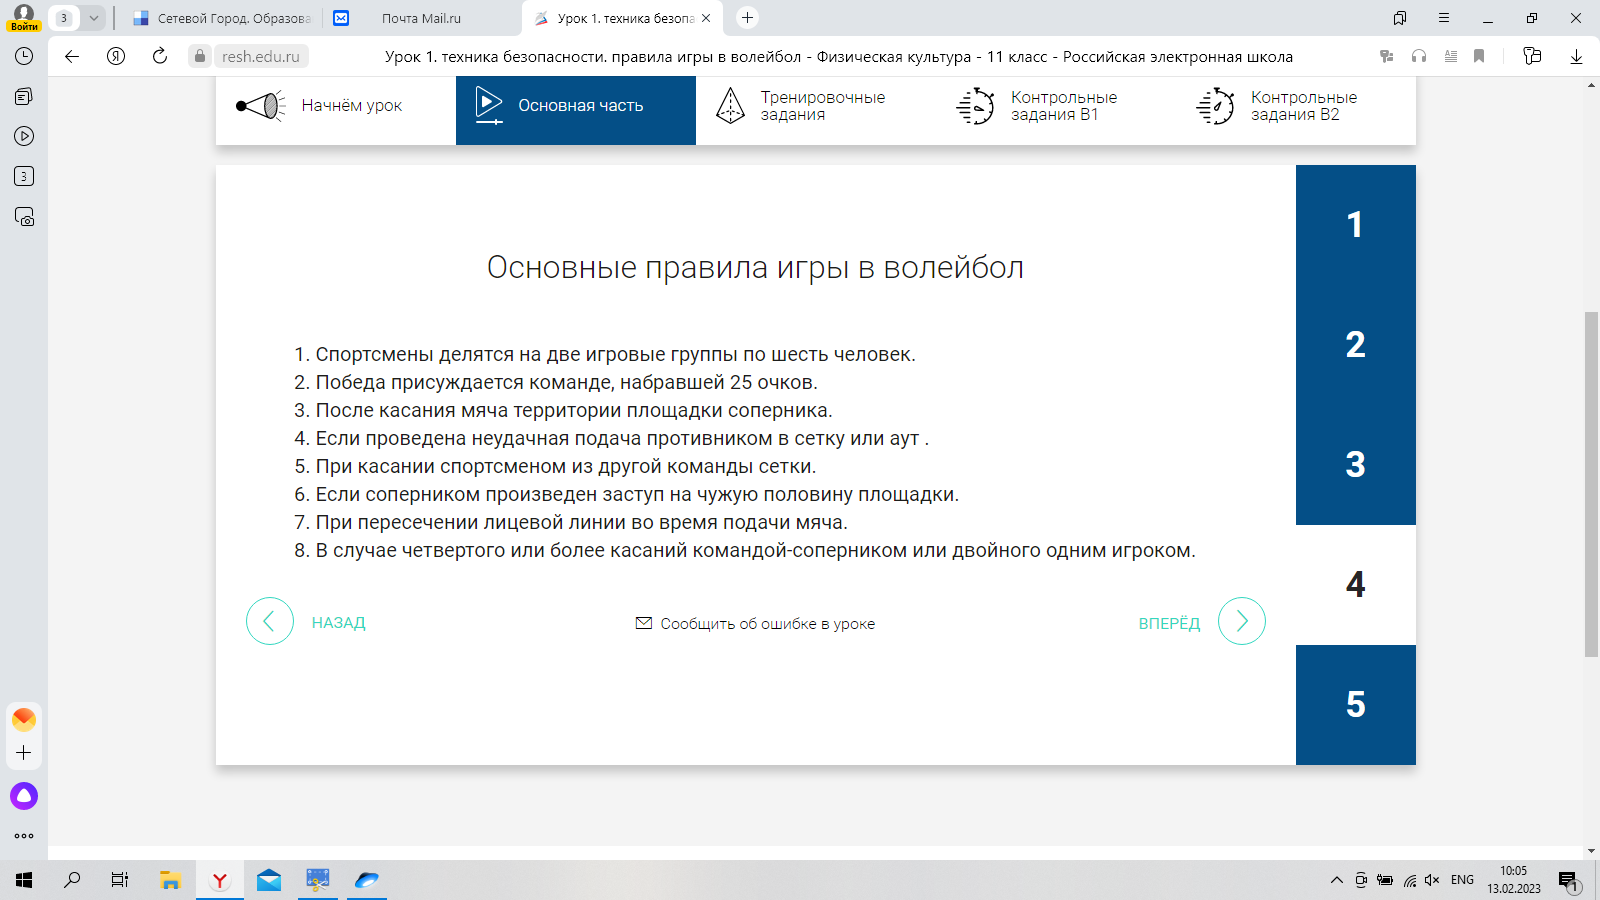 Войти
3
Сетевой Город. Образова
Почта Mail.ru
Урок 1. техника безопа
resh.edu.ru
Урок 1. техника безопасности. правила игры в волейбол - Физическая культура - 11 класс - Российская электронная школа
3
Начнём урок
Основная часть
Тренировочные
задания
Контрольные
задания В1
Контрольные
задания В2
Основные правила игры в волейбол
1. Спортсмены делятся на две игровые группы по шесть человек.
2. Победа присуждается команде, набравшей 25 очков.
3. После касания мяча территории площадки соперника.
4. Если проведена неудачная подача противником в сетку или аут .
5. При касании спортсменом из другой команды сетки.
6. Если соперником произведен заступ на чужую половину площадки.
7. При пересечении лицевой линии во время подачи мяча.
8. В случае четвертого или более касаний командой-соперником или двойного одним игроком.
НАЗАД
Сообщить об ошибке в уроке
ВПЕРЁД
1
2
3
4
5
ENG
10:05
13.02.2023
1